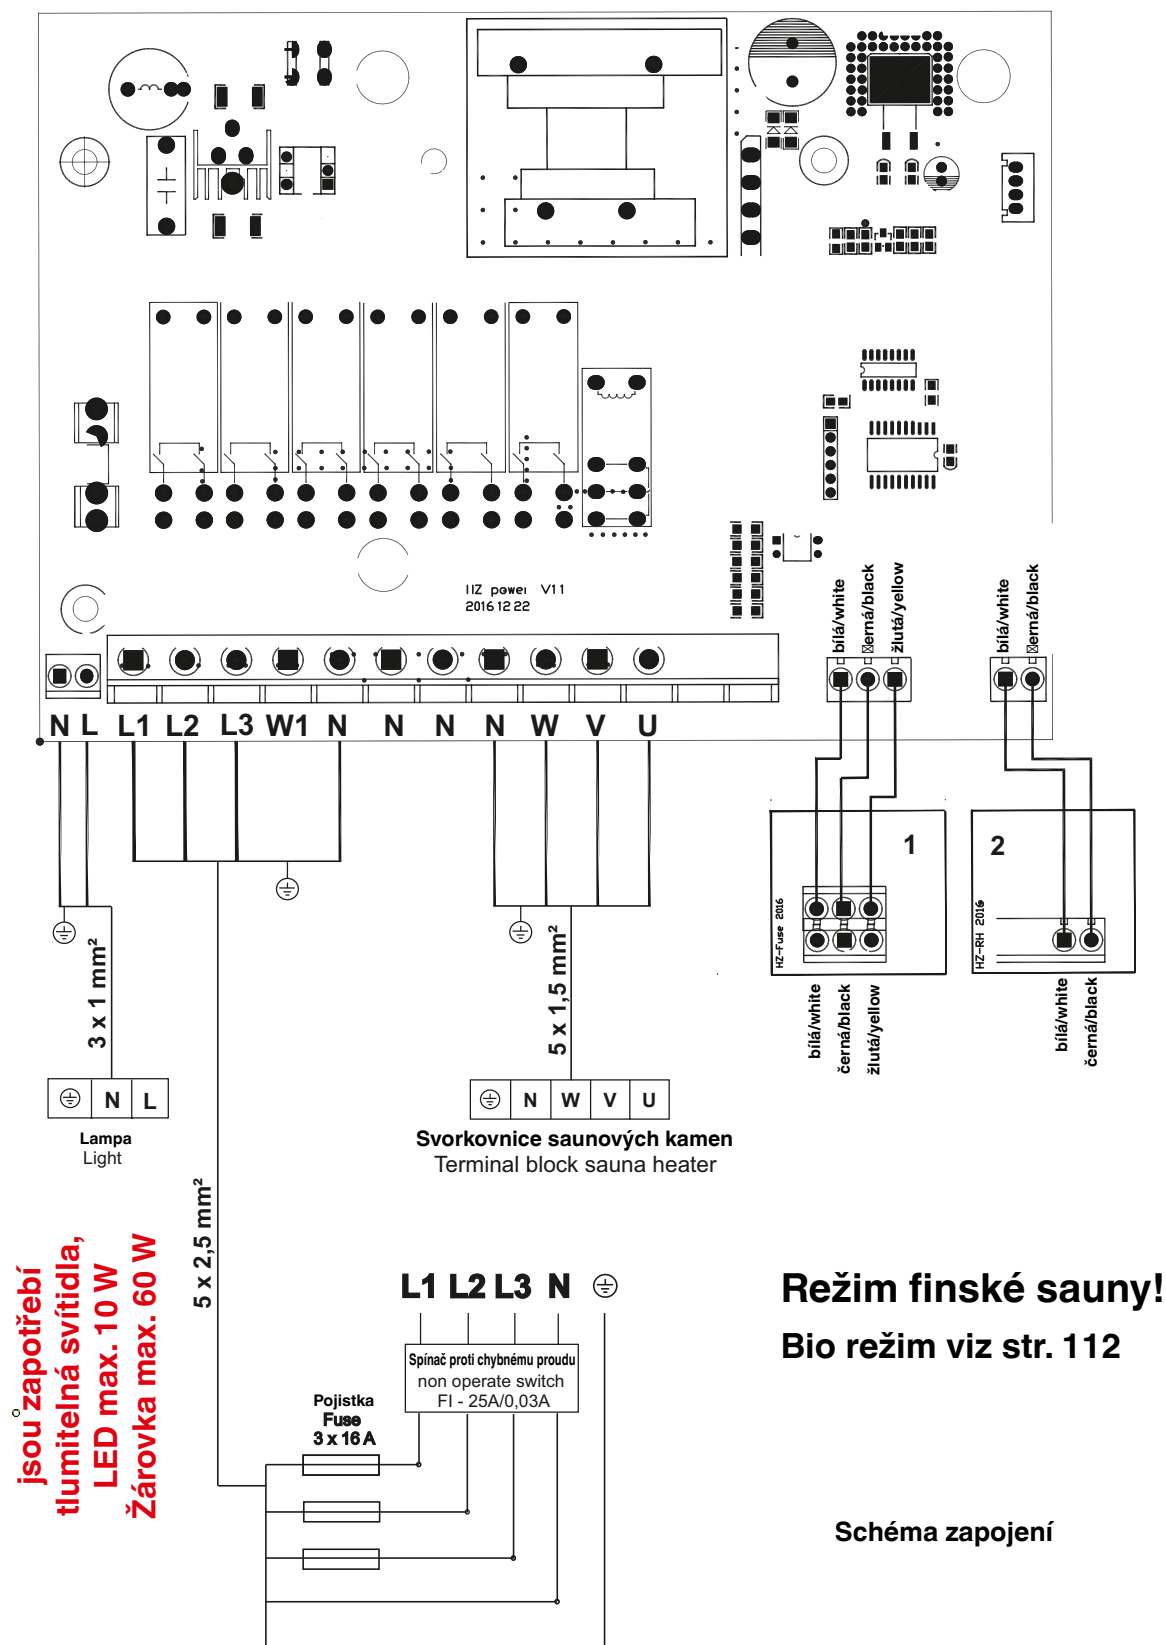 HZ power V11
2016 12 22
bílá/white
erná/black
žlutá/yellow
bílá/white
erná/black
N L L1 L2 L3 W1 N N N N W V U
1
2
HZ-Fuse 2016
HZ-RH 2016
bílá/white
černá/black
žlutá/yellow
bílá/white
černá/black
3 x 1 mm²
5 x 1,5 mm²
N L
Lampa
Light
N W V U
Svorkovnice saunových kamen
Terminal block sauna heater
5 x 2,5 mm²
jsou zapotřebí
tlumitelná svítidla,
LED max. 10 W
Žárovka max. 60 W
L1 L2 L3 N
Spínač proti chybnému proudu
non operate switch
FI - 25A/0,03A
Pojistka
Fuse
3 x 16 A
Režim finské sauny!
Bio režim viz str. 112
Schéma zapojení